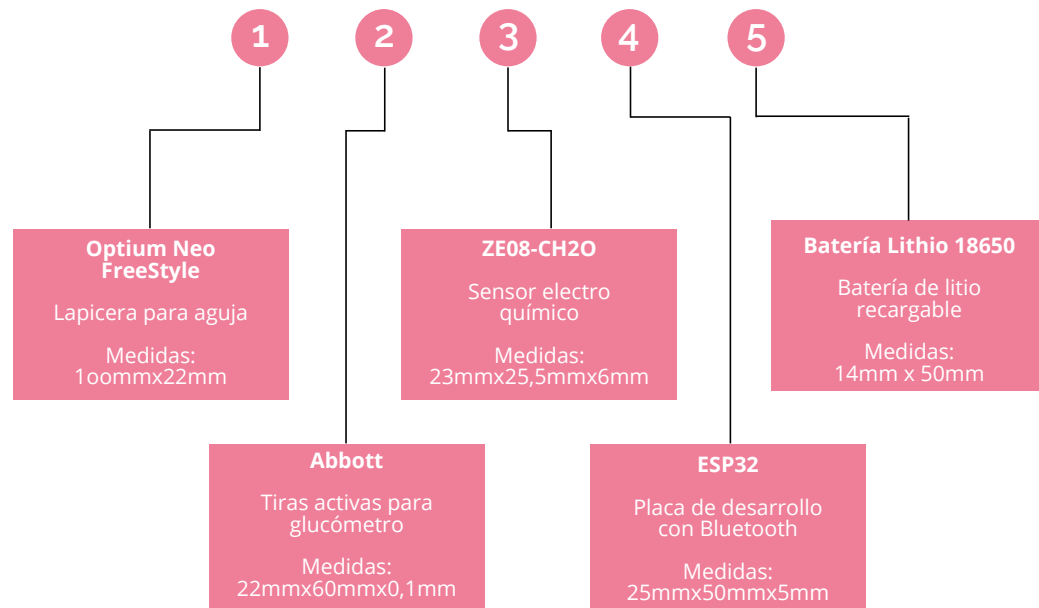 1
2
3
4
5
Optium Neo
FreeStyle
Lapicera para aguja
Medidas:
1oommx22mm
ZE08-CH2O
Sensor electro
químico
Medidas:
23mmx25,5mmx6mm
Batería Lithio 18650
Batería de litio
recargable
Medidas:
14mm x 50mm
Abbott
Tiras activas para
glucómetro
Medidas:
22mmx60mmx0,1mm
ESP32
Placa de desarrollo
con Bluetooth
Medidas:
25mmx50mmx5mm